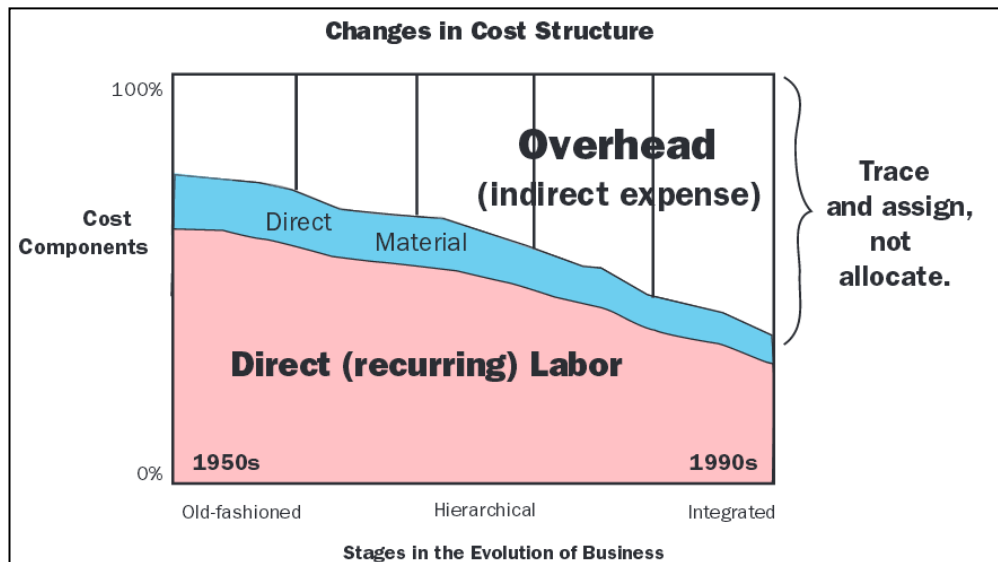 Changes in Cost Structure
100%
Overhead
(indirect expense)
Trace
and assign,
not
allocate.
Cost
Components
Direct
Material
Direct (recurring) Labor
0%
1950s
1990s
Old-fashioned
Hierarchical
Integrated
Stages in the Evolution of Business